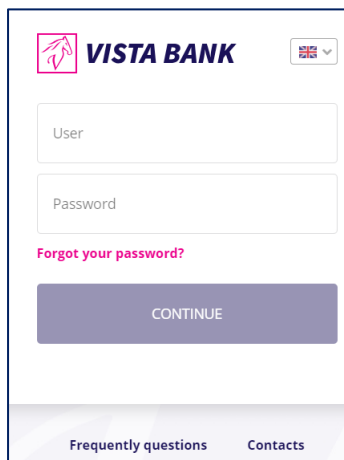 VISTA BANK
User
Password
Forgot your password?
CONTINUE
Frequently questions Contacts